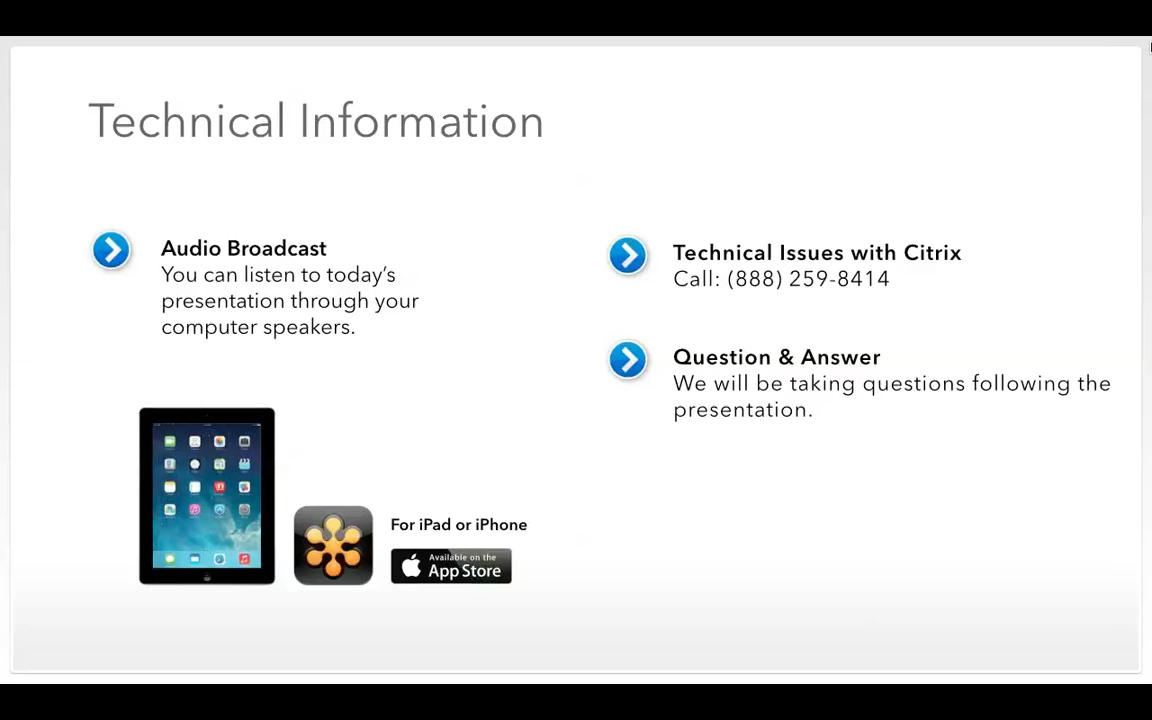 Technical Information
Audio Broadcast
You can listen to today’s
presentation through your
computer speakers.
Technical Issues with Citrix
Call: (888) 259-8414
Question & Answer
We will be taking questions following the
presentation.
For iPad or iPhone
Available on the
App Store